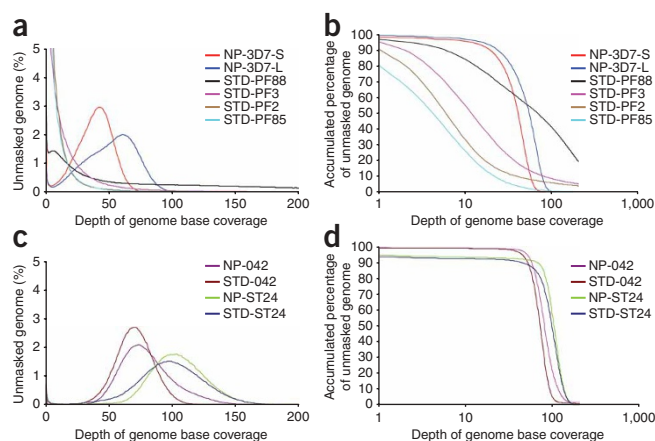 a
Unmasked genome (%)
5
4
3
2
1
0
0
50
100
150
200
Depth of genome base coverage
NP-3D7-S
NP-3D7-L
STD-PF88
STD-PF3
STD-PF2
STD-PF85
b
Accumulated percentage
of unmasked genome
100
90
80
70
60
50
40
30
20
10
0
1
10
100
1,000
Depth of genome base coverage
NP-3D7-S
NP-3D7-L
STD-PF88
STD-PF3
STD-PF2
STD-PF85
c
Unmasked genome (%)
5
4
3
2
1
0
0
50
100
150
200
Depth of genome base coverage
NP-042
STD-042
NP-ST24
STD-ST24
d
Accumulated percentage
of unmasked genome
100
90
80
70
60
50
40
30
20
10
0
1
10
100
1,000
Depth of genome base coverage
NP-042
STD-042
NP-ST24
STD-ST24